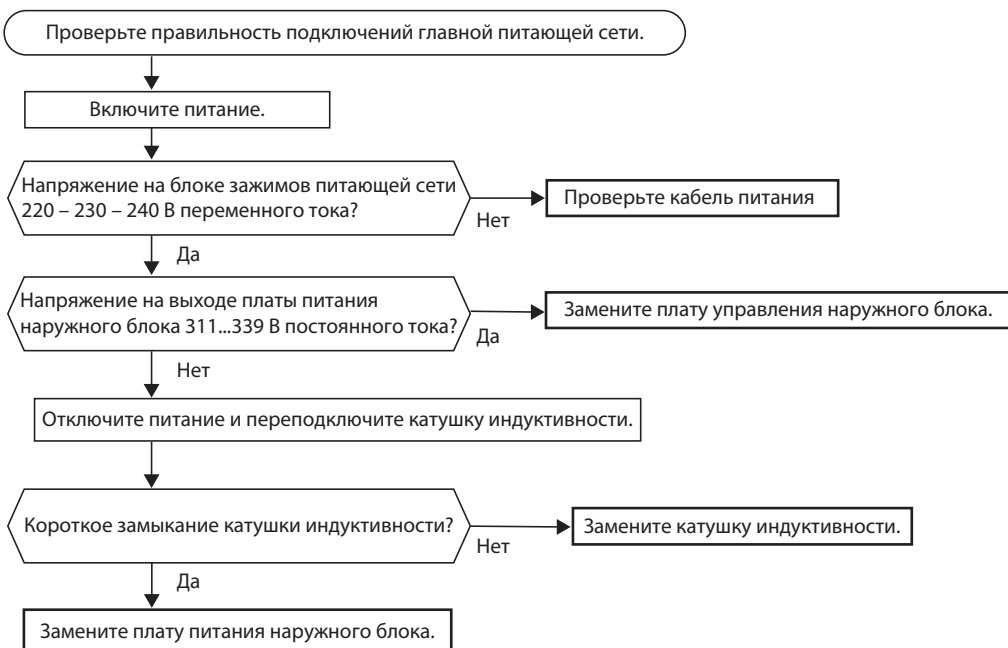 Проверьте правильность подключений главной питающей сети.
Включите питание.
Напряжение на блоке зажимов питающей сети
220 – 230 – 240 В переменного тока?
Нет
Проверьте кабель питания
Да
Напряжение на выходе платы питания
наружного блока 311...339 В постоянного тока?
Да
Замените плату управления наружного блока.
Нет
Отключите питание и переподключите катушку индуктивности.
Короткое замыкание катушки индуктивности?
Нет
Замените катушку индуктивности.
Да
Замените плату питания наружного блока.